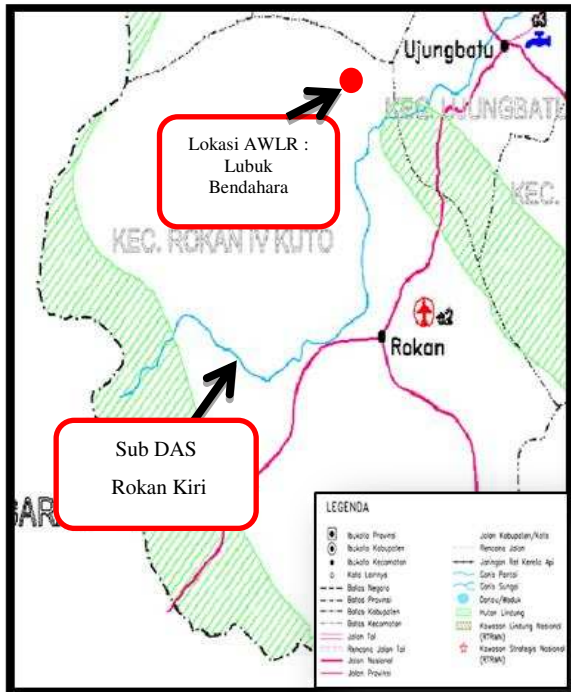 a3
Ujungbatu
KEC. UJUNGBATU
Lokasi AWLR :
Lubuk
Bendahara
KEC.
KEC. ROKAN IV KUTO
a2
Rokan
Sub DAS
Rokan Kiri
LEGENDA
Ibukota Provinsi
Ibukota Kabupaten
Ibukota Kecamatan
Kota Lainnya
Batas Negara
Batas Provinsi
Batas Kabupaten
Batas Kecamatan
Jalan Tol
Rencana Jalan Tol
Jalan Nasional
Jalan Provinsi
Jalan Kabupaten/Kota
Rencana Jalan
Jaringan Rel Kereta Api
Garis Pantai
Garis Sungai
Danau/Waduk
Hutan Lindung
Kawasan Lindung Nasional
(RTRWN)
Kawasan Strategis Nasional
(RTRWN)